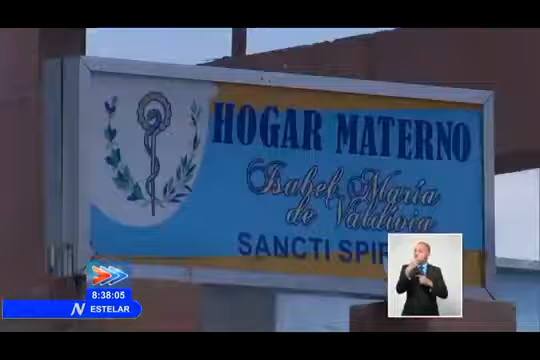 HOGAR MATERNO
Isabel María
de Valdivia
SANCTI SPIR
8:38:05
N ESTELAR